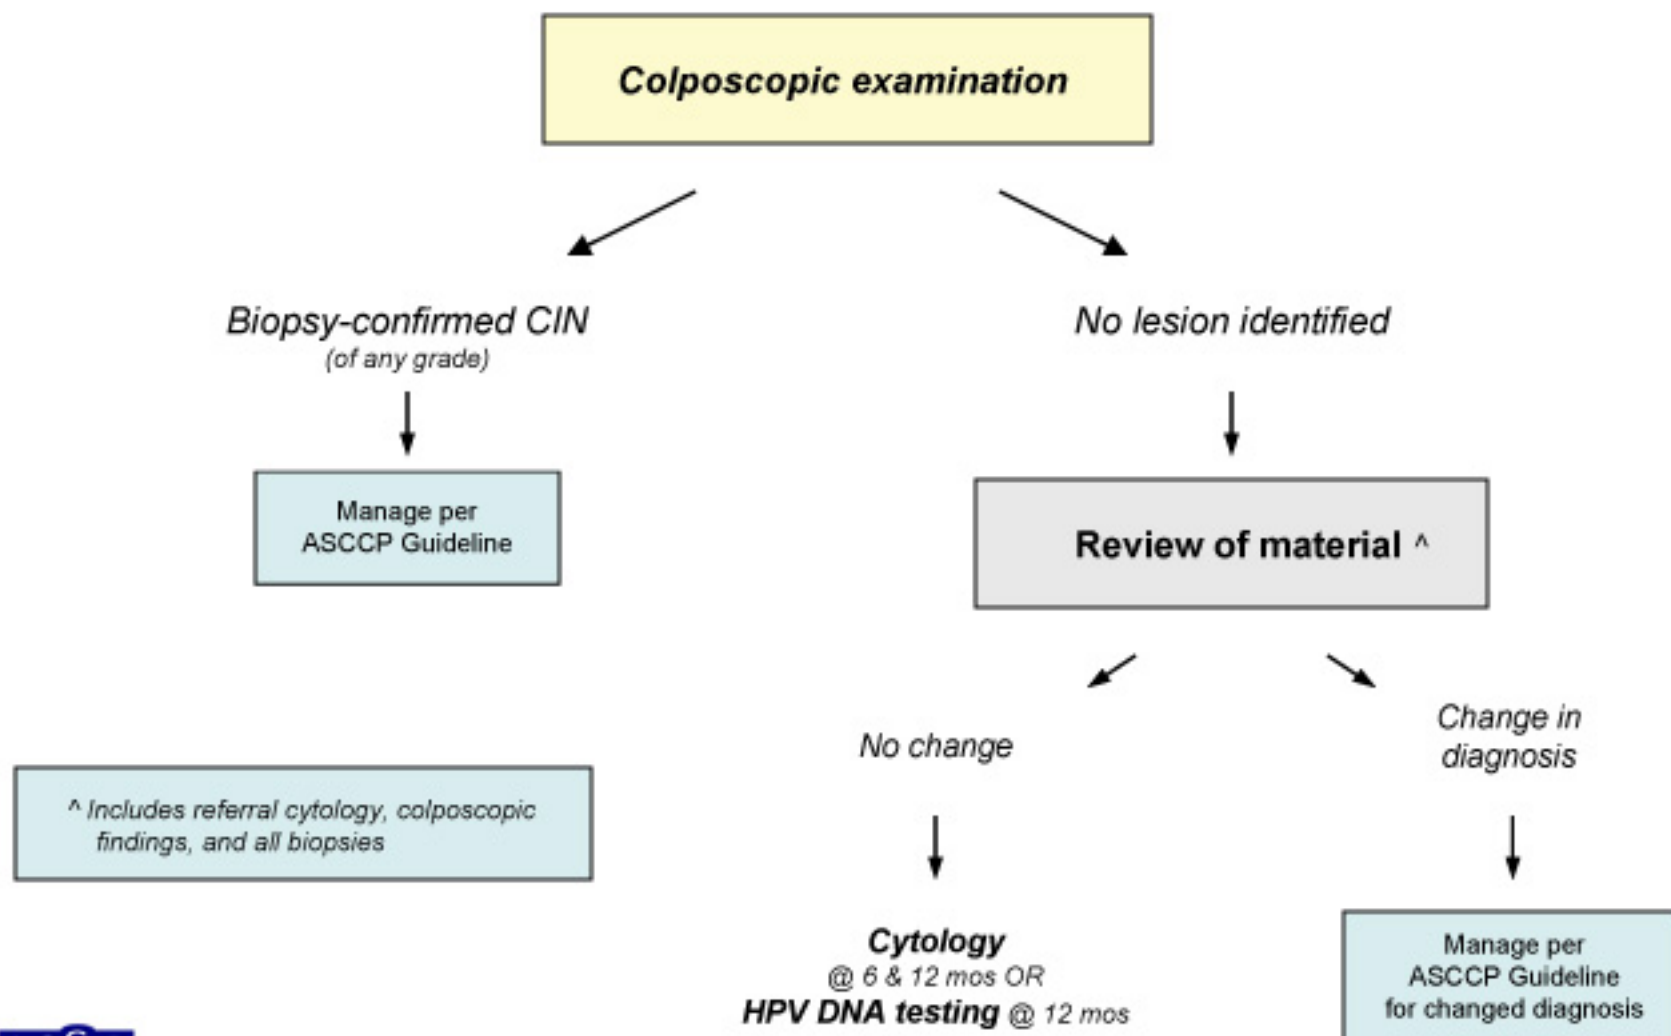 Colposcopic examination
Biopsy-confirmed CIN
(of any grade)
No lesion identified
Manage per
ASCCP Guideline
Review of material ^
No change
Change in
diagnosis
^ Includes referral cytology, colposcopic
findings, and all biopsies
Cytology
@ 6 & 12 mos OR
HPV DNA testing @ 12 mos
Manage per
ASCCP Guideline
for changed diagnosis